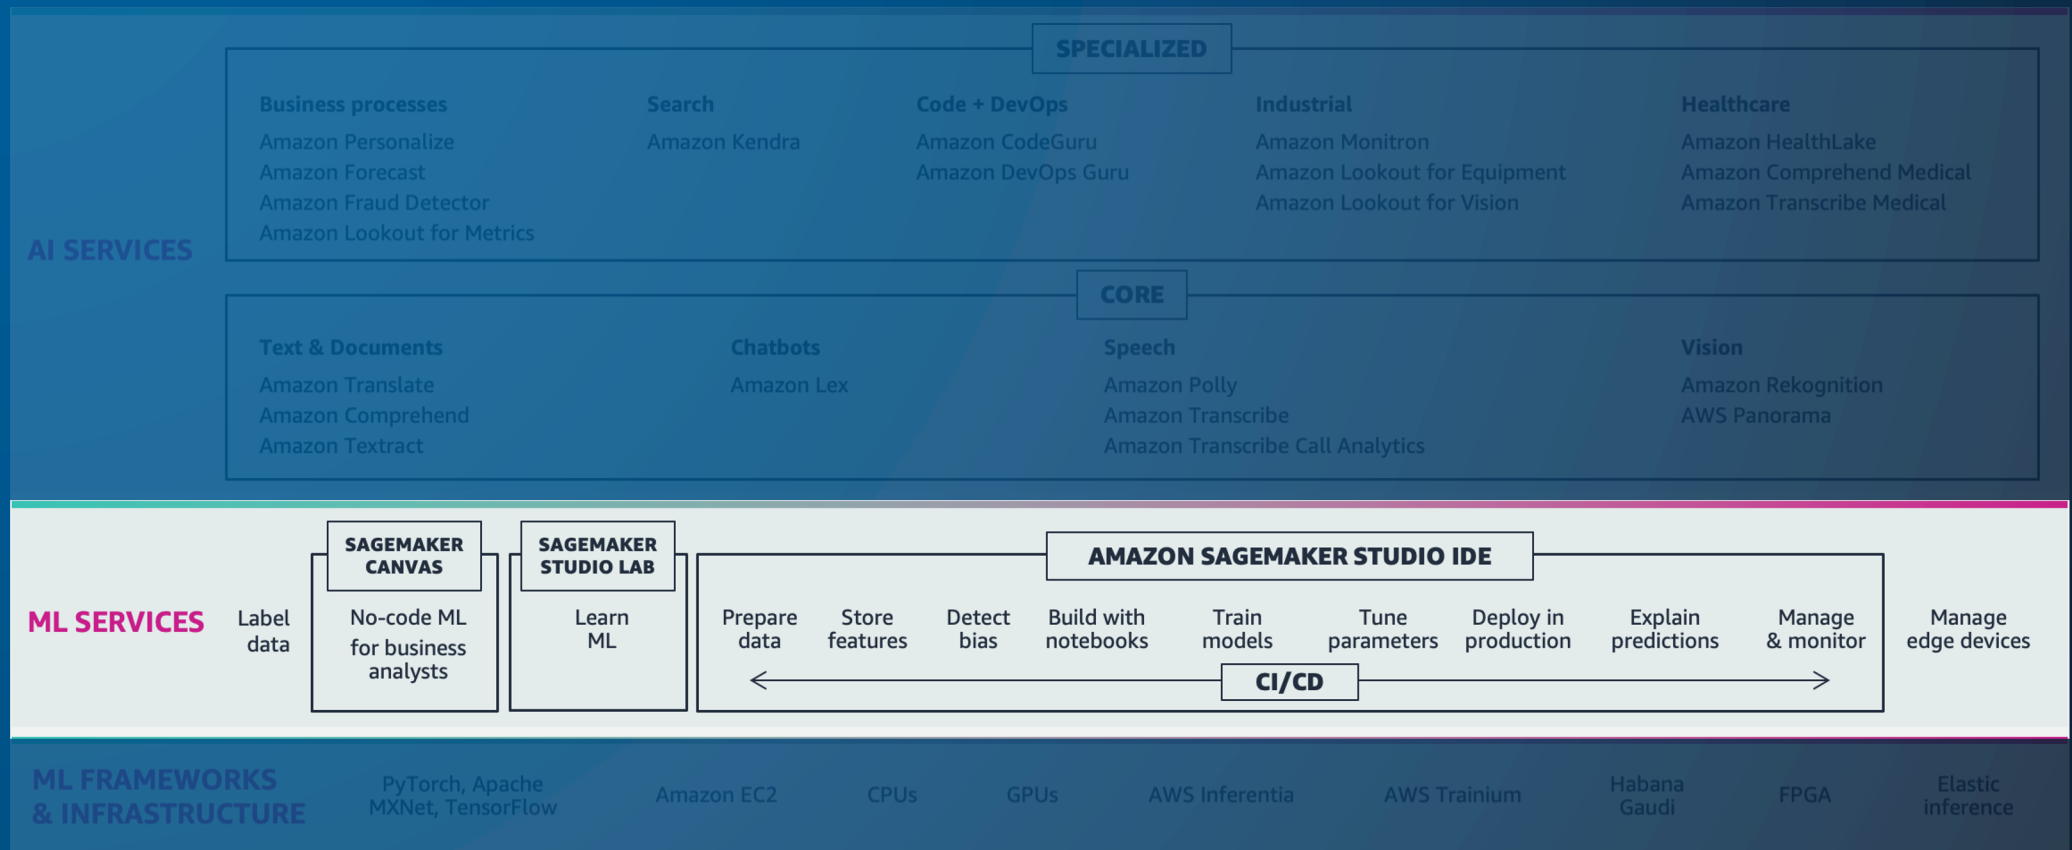 SPECIALIZED
Business processes
Amazon Personalize
Amazon Forecast
Amazon Fraud Detector
Amazon Lookout for Metrics
Search
Amazon Kendra
Code + DevOps
Amazon CodeGuru
Amazon DevOps Guru
Industrial
Amazon Monitron
Amazon Lookout for Equipment
Amazon Lookout for Vision
Healthcare
Amazon HealthLake
Amazon Comprehend Medical
Amazon Transcribe Medical
AI SERVICES
CORE
Text & Documents
Amazon Translate
Amazon Comprehend
Amazon Textract
Chatbots
Amazon Lex
Speech
Amazon Polly
Amazon Transcribe
Amazon Transcribe Call Analytics
Vision
Amazon Rekognition
AWS Panorama
ML SERVICES
Label
data
SAGEMAKER
CANVAS
No-code ML
for business
analysts
SAGEMAKER
STUDIO LAB
Learn
ML
AMAZON SAGEMAKER STUDIO IDE
Prepare
data
Store
features
Detect
bias
Build with
notebooks
Train
models
Tune
parameters
Deploy in
production
Explain
predictions
Manage
& monitor
CI/CD
Manage
edge devices
ML FRAMEWORKS
& INFRASTRUCTURE
PyTorch, Apache
MXNet, TensorFlow
Amazon EC2
CPUs
GPUs
AWS Inferentia
AWS Trainium
Habana
Gaudi
FPGA
Elastic
inference